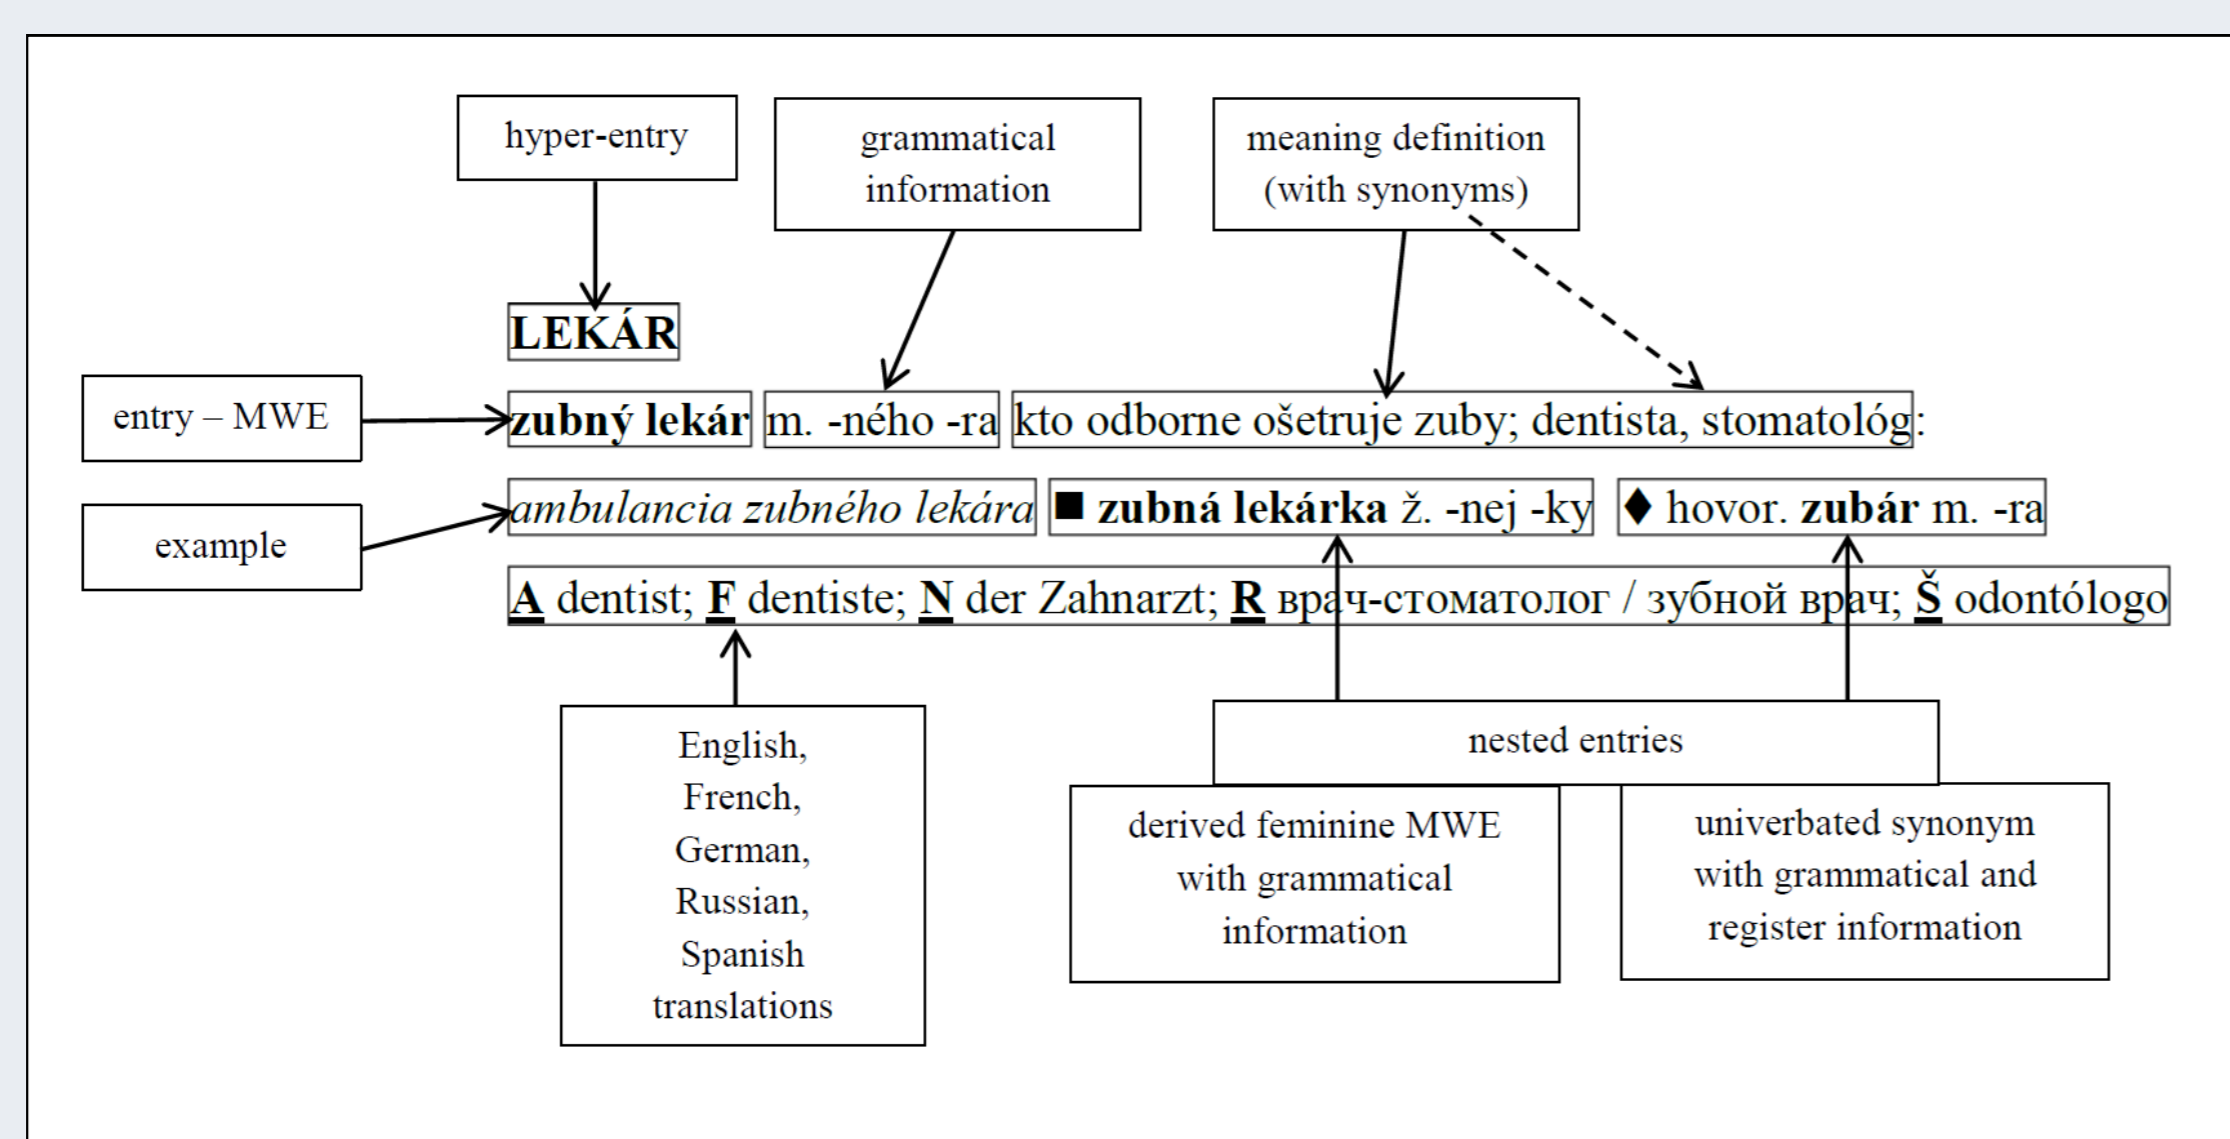 hyper-entry
grammatical
information
meaning definition
(with synonyms)
LEKÁR
entry – MWE
zubný lekár m. -ného -ra kto odborne ošetruje zuby; dentista, stomatológ:
example
ambulancia zubného lekára ■ zubná lekárka ž. -nej -ky ♦ hovor. zubár m. -ra
A dentist; F dentiste; N der Zahnarzt; R врач-стоматолог / зубной врач; Š odontólogo
English,
French,
German,
Russian,
Spanish
translations
nested entries
derived feminine MWE
with grammatical
information
univerbated synonym
with grammatical and
register information